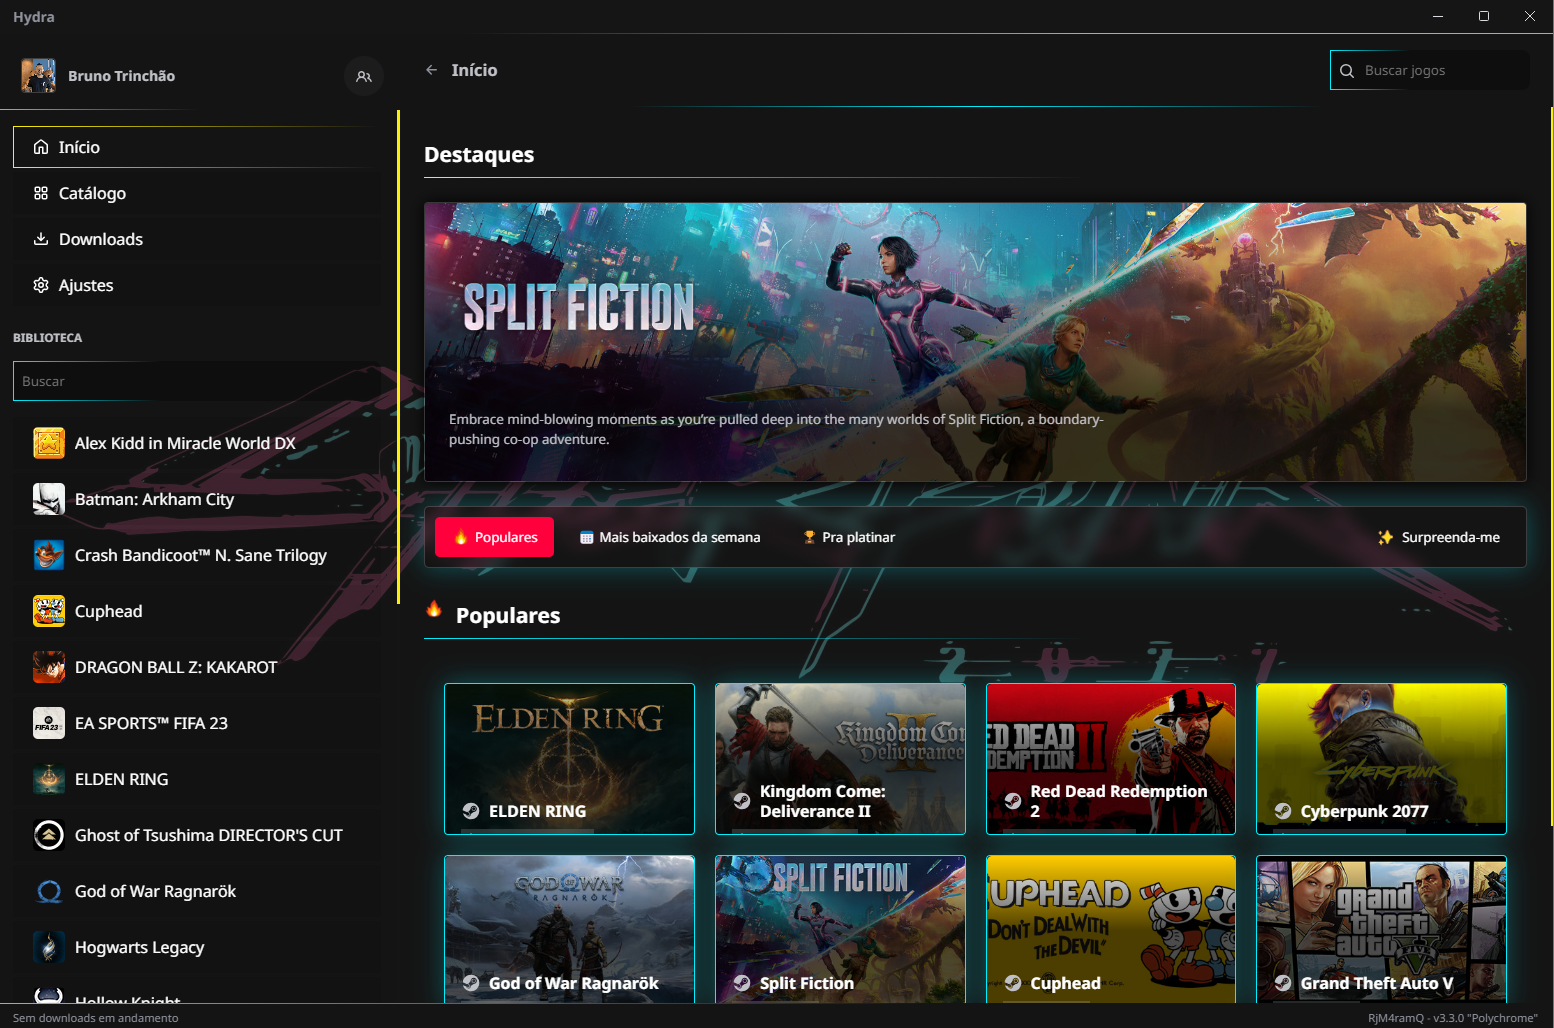 Hydra
Bruno Trinchão
Início
Buscar jogos
Início
Catálogo
Downloads
Ajustes
BIBLIOTECA
Buscar
Alex Kidd in Miracle World DX
Batman: Arkham City
Crash Bandicoot™ N. Sane Trilogy
Cuphead
DRAGON BALL Z: KAKAROT
EA SPORTS™ FIFA 23
ELDEN RING
Ghost of Tsushima DIRECTOR'S CUT
God of War Ragnarök
Hogwarts Legacy
Hollow Knight
Destaques
SPLIT FICTION
Embrace mind-blowing moments as you're pulled deep into the many worlds of Split Fiction, a boundary-
pushing co-op adventure.
Populares
Mais baixados da semana
Pra platinar
Surpreenda-me
Populares
ELDEN RING
ELDEN RING
Kingdom Com
Deliverance
II
Kingdom Come:
Deliverance II
ED DEAD
DEMPTION II
Red Dead Redemption
2
CYBERPUNK
Cyberpunk 2077
GOD OF WAR
RAGNARÖK
God of War Ragnarök
SPLIT FICTION
Split Fiction
CUPHEAD
"DON'T DEAL WITH
THE DEVIL"
Cuphead
grand
theft
auto V
Grand Theft Auto V
Sem downloads em andamento
RjM4ramQ - v3.3.0 "Polychrome"